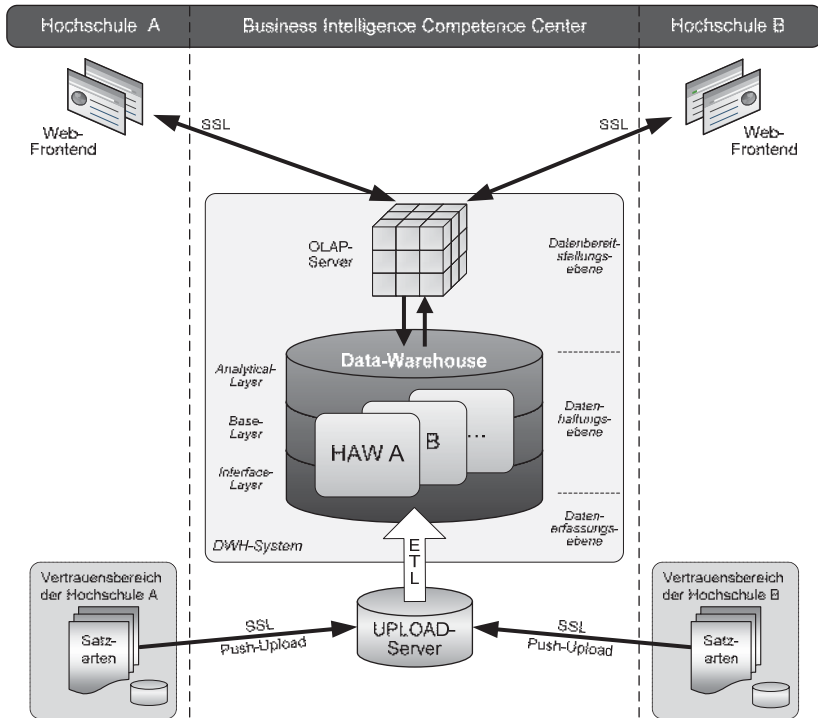 Hochschule A
Business Intelligence Competence Center
Hochschule B
Web-
Frontend
SSL
SSL
Web-
Frontend
OLAP-
Server
Datenbereit-
stellungs-
ebene
Data-Warehouse
Analytical-
Layer
Base-
Layer
Interface-
Layer
HAW A
B
...
Daten-
haltungs-
ebene
Daten-
erfassungs-
ebene
DWH-System
ETL
Vertrauensbereich
der Hochschule A
Satz-
arten
SSL
Push-Upload
UPLOAD-
Server
SSL
Push-Upload
Vertrauensbereich
der Hochschule B
Satz-
arten